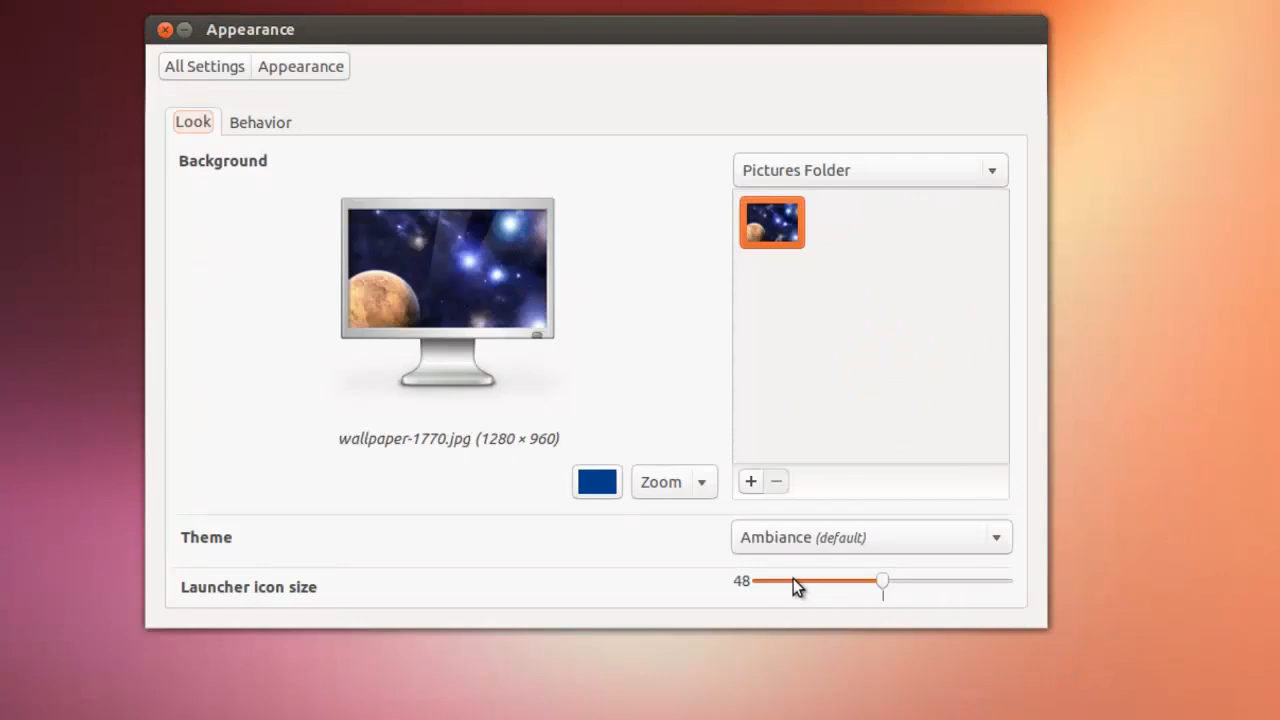 Appearance
All Settings Appearance
Look Behavior
Background
Pictures Folder
wallpaper-1770.jpg (1280 × 960)
Zoom
Theme
Ambiance (default)
Launcher icon size
48